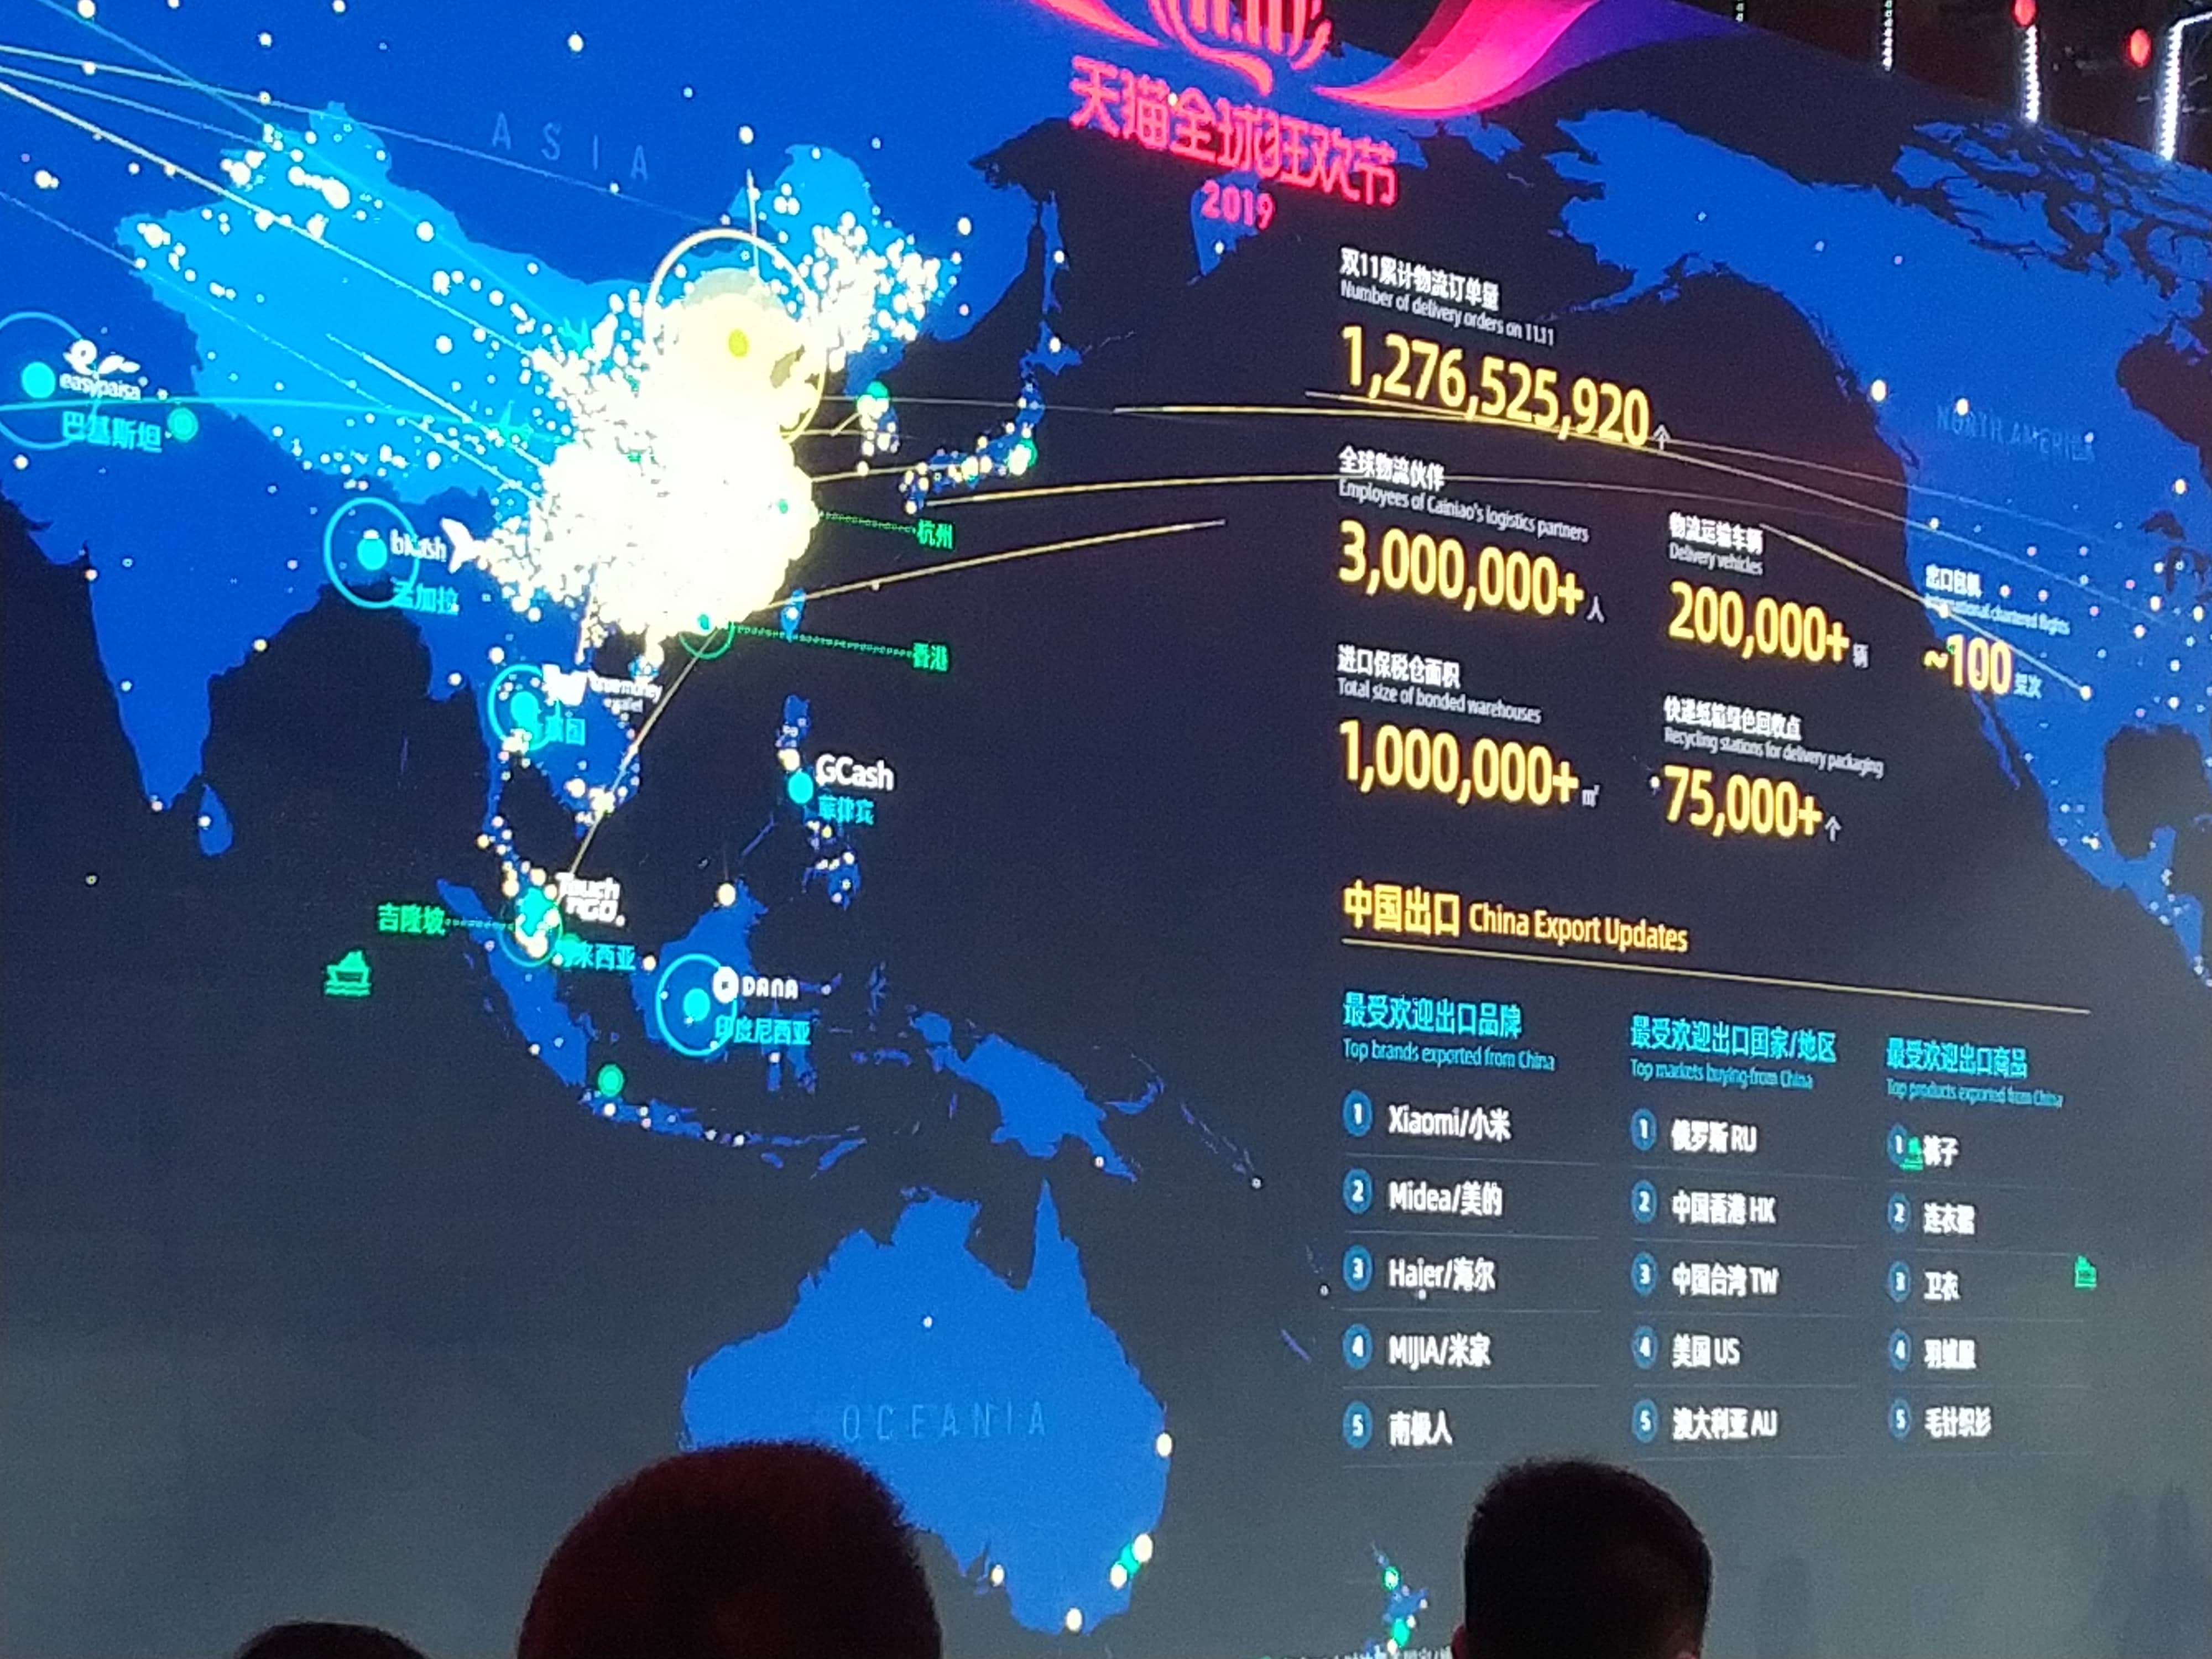 11.11
天猫全球狂欢节
2019
ASIA
双11累计物流订单量
Number of delivery orders on 11.11
1,276,525,920个
全球物流伙伴
Employees of Cainiao's logistics partners
3,000,000+人
物流运输车辆
Delivery vehicles
200,000+辆
出口包机
International chartered flights
~100架次
进口保税仓面积
Total size of bonded warehouses
1,000,000+㎡
快递纸箱绿色回收点
Recycling stations for delivery packaging
75,000+个
NORTH AMERICA
easypaisa
巴基斯坦
bKash
孟加拉
杭州
香港
truemoney
wallet
GCash
菲律宾
Touch
吉隆坡
DANA
印度尼西亚
OCEANIA
中国出口 China Export Updates
最受欢迎出口品牌
Top brands exported from China
1 Xiaomi/小米
2 Midea/美的
3 Haier/海尔
4 MIJIA/米家
5 南极人
最受欢迎出口国家/地区
Top markets buying from China
1 俄罗斯 RU
2 中国香港 HK
3 中国台湾 TW
4 美国 US
5 澳大利亚 AU
最受欢迎出口商品
Top products exported from China
1 裤子
2 连衣裙
3 卫衣
4 羽绒服
5 毛针织衫